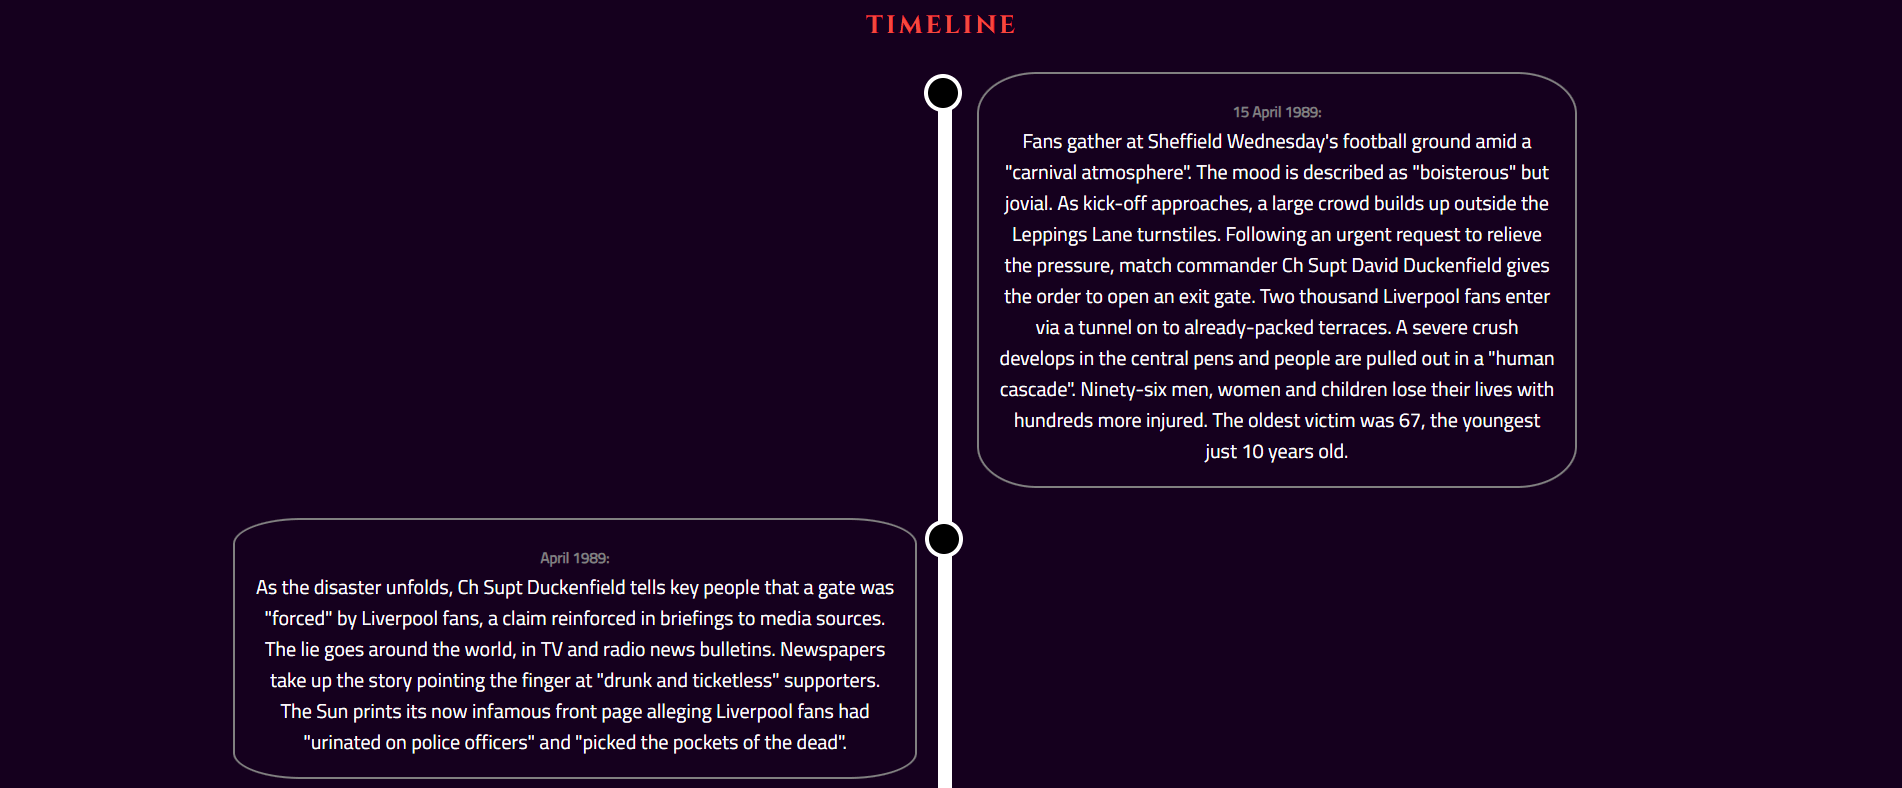 TIMELINE
15 April 1989:
Fans gather at Sheffield Wednesday's football ground amid a
"carnival atmosphere". The mood is described as "boisterous" but
jovial. As kick-off approaches, a large crowd builds up outside the
Leppings Lane turnstiles. Following an urgent request to relieve
the pressure, match commander Ch Supt David Duckenfield gives
the order to open an exit gate. Two thousand Liverpool fans enter
via a tunnel on to already-packed terraces. A severe crush
develops in the central pens and people are pulled out in a "human
cascade". Ninety-six men, women and children lose their lives with
hundreds more injured. The oldest victim was 67, the youngest
just 10 years old.
April 1989:
As the disaster unfolds, Ch Supt Duckenfield tells key people that a gate was
"forced" by Liverpool fans, a claim reinforced in briefings to media sources.
The lie goes around the world, in TV and radio news bulletins. Newspapers
take up the story pointing the finger at "drunk and ticketless" supporters.
The Sun prints its now infamous front page alleging Liverpool fans had
"urinated on police officers" and "picked the pockets of the dead".